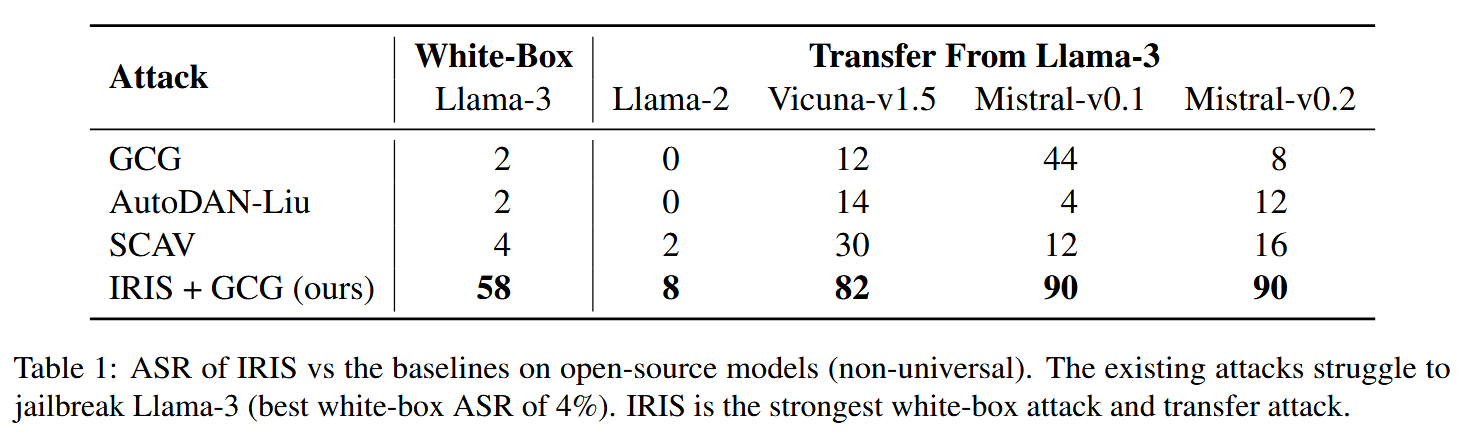 Attack White-Box Transfer From Llama-3
Llama-3 Llama-2 Vicuna-v1.5 Mistral-v0.1 Mistral-v0.2
GCG 2 0 12 44 8
AutoDAN-Liu 2 0 14 4 12
SCAV 4 2 30 12 16
IRIS + GCG (ours) 58 8 82 90 90
Table 1: ASR of IRIS vs the baselines on open-source models (non-universal). The existing attacks struggle to
jailbreak Llama-3 (best white-box ASR of 4%). IRIS is the strongest white-box attack and transfer attack.